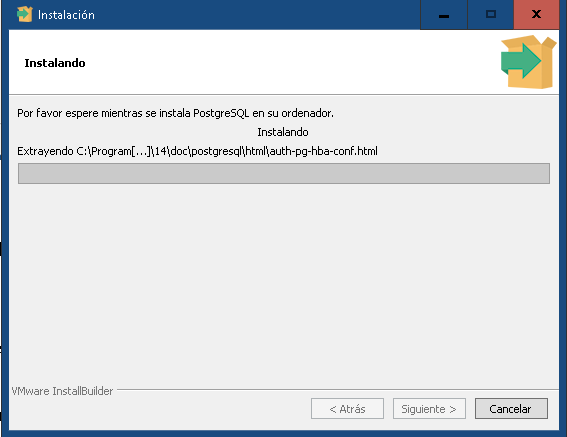 Instalación
Instalando
Por favor espere mientras se instala PostgreSQL en su ordenador.
Instalando
Extrayendo C:\Program[...]\14\doc\postgresql\html\auth-pg-hba-conf.html
VMware InstallBuilder
< Atrás
Siguiente >
Cancelar